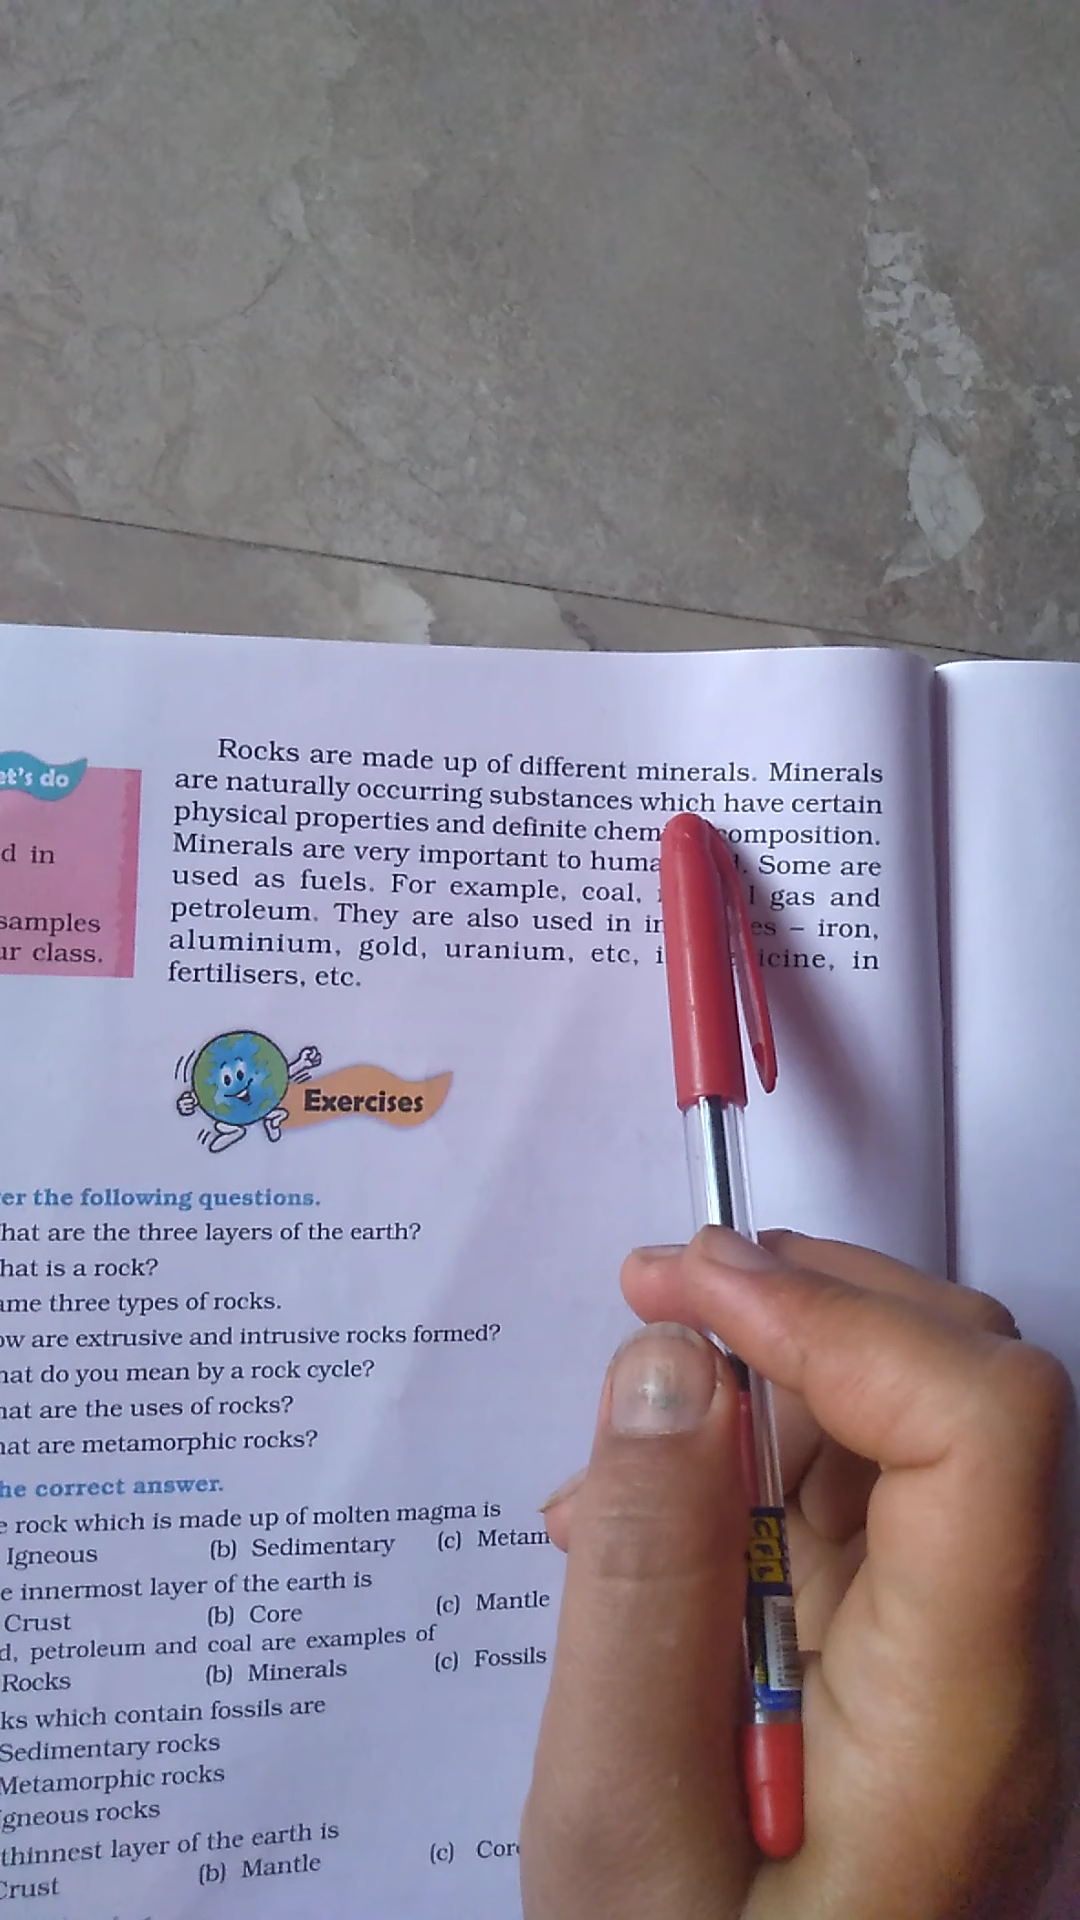 et's do
d in
samples
ur class.
Rocks are made up of different minerals. Minerals
are naturally occurring substances which have certain
physical properties and definite chem composition.
Minerals are very important to huma Some are
used as fuels. For example, coal, l gas and
petroleum. They are also used in in es – iron,
aluminium, gold, uranium, etc, i icine, in
fertilisers, etc.
Exercises
er the following questions.
hat are the three layers of the earth?
hat is a rock?
ame three types of rocks.
ow are extrusive and intrusive rocks formed?
hat do you mean by a rock cycle?
hat are the uses of rocks?
hat are metamorphic rocks?
he correct answer.
e rock which is made up of molten magma is
Igneous (b) Sedimentary (c) Metam
e innermost layer of the earth is
Crust (b) Core (c) Mantle
d, petroleum and coal are examples of
Rocks (b) Minerals (c) Fossils
ks which contain fossils are
Sedimentary rocks
Metamorphic rocks
gneous rocks
thinnest layer of the earth is
Crust (b) Mantle (c) Core